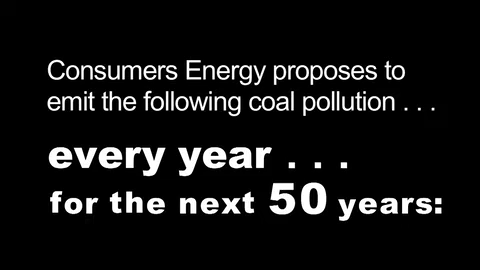 Consumers Energy proposes to
emit the following coal pollution . . .
every year . . .
for the next 50 years: